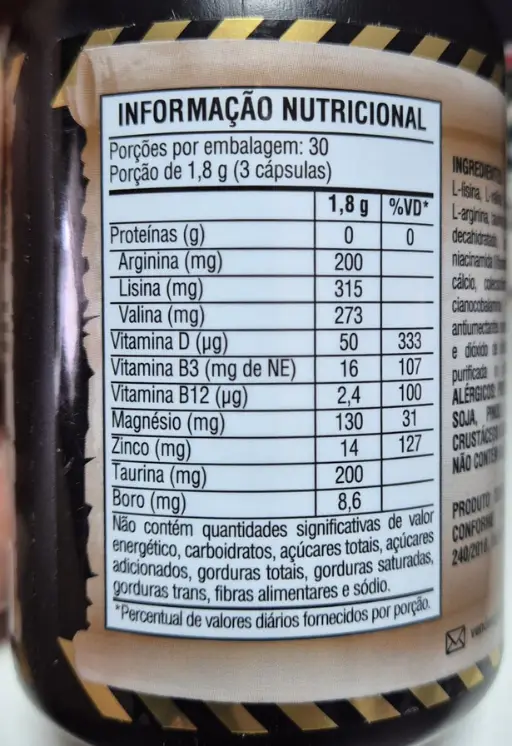 INFORMAÇÃO NUTRICIONAL
Porções por embalagem: 30
Porção de 1,8 g (3 cápsulas)
1,8 g %VD*
Proteínas (g) 0 0
Arginina (mg) 200
Lisina (mg) 315
Valina (mg) 273
Vitamina D (µg) 50 333
Vitamina B3 (mg de NE) 16 107
Vitamina B12 (µg) 2,4 100
Magnésio (mg) 130 31
Zinco (mg) 14 127
Taurina (mg) 200
Boro (mg) 8,6
Não contém quantidades significativas de valor
energético, carboidratos, açúcares totais, açúcares
adicionados, gorduras totais, gorduras saturadas,
gorduras trans, fibras alimentares e sódio.
*Percentual de valores diários fornecidos por porção.
L-lisina,
L-arginina,
niacinamida
cálcio,
cianocobalamina
antiumectantes
e dióxido
purificada
ALÉRGICOS:
SOJA,
CRUSTÁCEOS
NÃO CONTÉM
PRODUTO
CONFORME
240/2018,